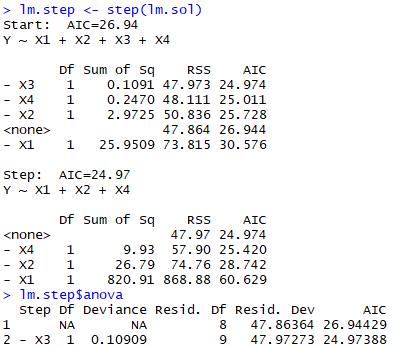 > lm.step <- step(lm.sol)
Start:  AIC=26.94
Y ~ X1 + X2 + X3 + X4

       Df Sum of Sq    RSS    AIC
- X3    1    0.1091 47.973 24.974
- X4    1    0.2470 48.111 25.011
- X2    1    2.9725 50.836 25.728
<none>              47.864 26.944
- X1    1   25.9509 73.815 30.576

Step:  AIC=24.97
Y ~ X1 + X2 + X4

       Df Sum of Sq    RSS    AIC
<none>               47.97 24.974
- X4    1      9.93  57.90 25.420
- X2    1     26.79  74.76 28.742
- X1    1    820.91 868.88 60.629
> lm.step$anova
  Step Df Deviance Resid. Df Resid. Dev      AIC
1      NA       NA         8   47.86364 26.94429
2 - X3  1  0.10909         9   47.97273 24.97388